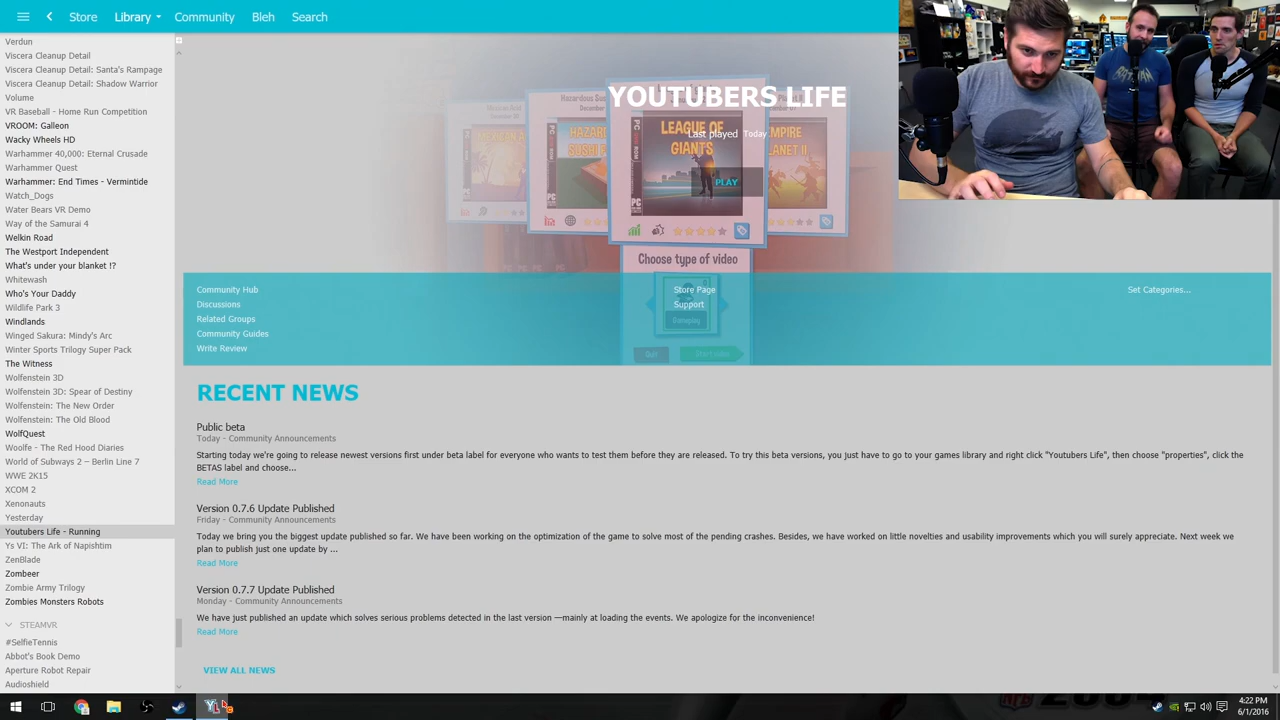 Store
Library
Community
Bleh
Search
Verdun
Viscera Cleanup Detail
Viscera Cleanup Detail: Santa's Rampage
Viscera Cleanup Detail: Shadow Warrior
Volume
VR Baseball - Home Run Competition
VROOM: Galleon
Wacky Wheels HD
Warhammer 40,000: Eternal Crusade
Warhammer Quest
Warhammer: End Times - Vermintide
Watch_Dogs
Water Bears VR Demo
Way of the Samurai 4
Welkin Road
The Westport Independent
What's under your blanket !?
Whitewash
Who's Your Daddy
Wildlife Park 3
Windlands
Winged Sakura: Mindy's Arc
Winter Sports Trilogy Super Pack
The Witness
Wolfenstein 3D
Wolfenstein 3D: Spear of Destiny
Wolfenstein: The New Order
Wolfenstein: The Old Blood
WolfQuest
Woolfe - The Red Hood Diaries
World of Subways 2 – Berlin Line 7
WWE 2K15
XCOM 2
Xenonauts
Yesterday
Youtubers Life - Running
Ys VI: The Ark of Napishtim
ZenBlade
Zombeer
Zombie Army Trilogy
Zombies Monsters Robots
STEAMVR
#SelfieTennis
Abbot's Book Demo
Aperture Robot Repair
Audioshield
YOUTUBERS LIFE
Last played Today
PLAY
LEAGUE OF
GIANTS
Choose type of video
Gameplay
Quit
Start video
Community Hub
Discussions
Related Groups
Community Guides
Write Review
Store Page
Support
Set Categories...
RECENT NEWS
Public beta
Today - Community Announcements
Starting today we're going to release newest versions first under beta label for everyone who wants to test them before they are released. To try this beta versions, you just have to go to your games library and right click "Youtubers Life", then choose "properties", click the
BETAS label and choose...
Read More
Version 0.7.6 Update Published
Friday - Community Announcements
Today we bring you the biggest update published so far. We have been working on the optimization of the game to solve most of the pending crashes. Besides, we have worked on little novelties and usability improvements which you will surely appreciate. Next week we
plan to publish just one update by ...
Read More
Version 0.7.7 Update Published
Monday - Community Announcements
We have just published an update which solves serious problems detected in the last version —mainly at loading the events. We apologize for the inconvenience!
Read More
VIEW ALL NEWS
4:22 PM
6/1/2016